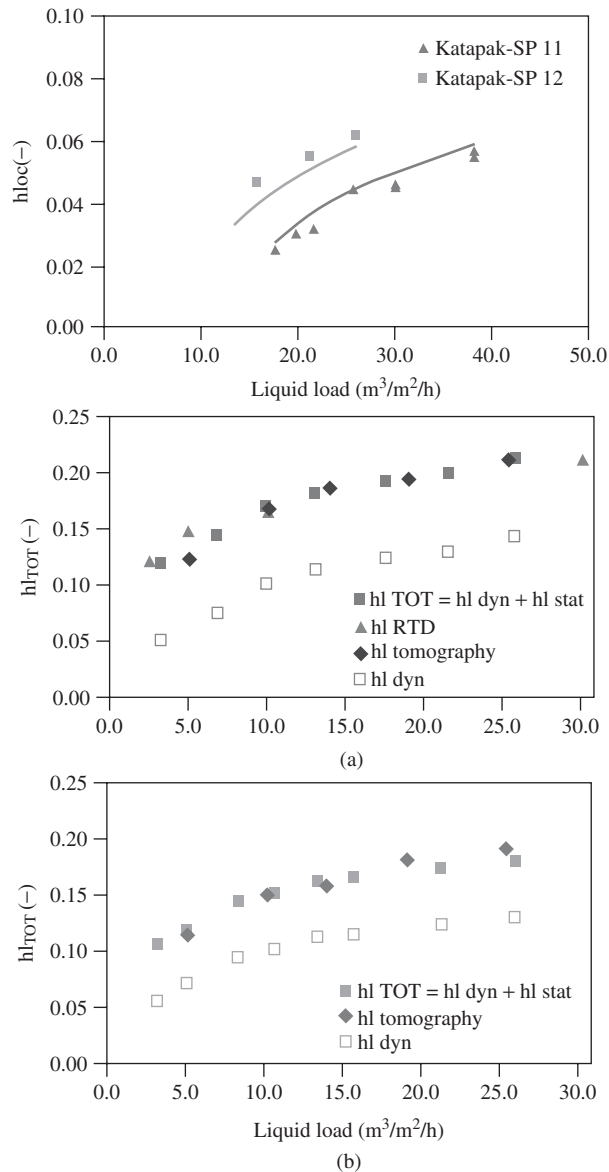 0.10
0.08
0.06
0.04
0.02
0.00
hloc(–)
Katapak-SP 11
Katapak-SP 12
0.0 10.0 20.0 30.0 40.0 50.0
Liquid load (m³/m²/h)
0.25
0.20
0.15
0.10
0.05
0.00
hl_TOT (–)
hl TOT = hl dyn + hl stat
hl RTD
hl tomography
hl dyn
0.0 5.0 10.0 15.0 20.0 25.0 30.0
(a)
0.25
0.20
0.15
0.10
0.05
0.00
hl_TOT (–)
hl TOT = hl dyn + hl stat
hl tomography
hl dyn
0.0 5.0 10.0 15.0 20.0 25.0 30.0
Liquid load (m³/m²/h)
(b)